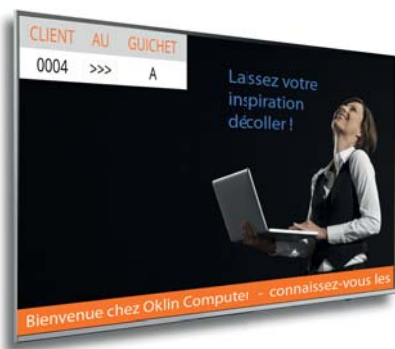 CLIENT AU GUICHET
0004 >>> A
Laissez votre
inspiration
décoller !
Bienvenue chez Oklin Computer - connaissez-vous les